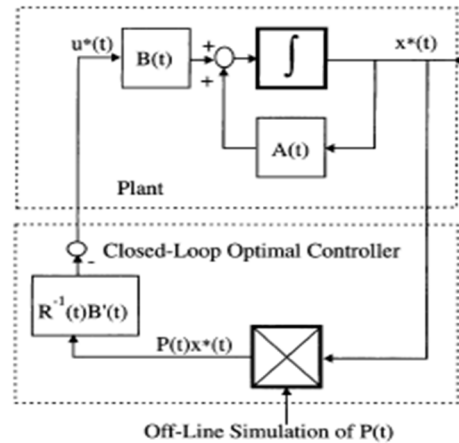 u*(t)
B(t)
+
+
∫
x*(t)
A(t)
Plant
Closed-Loop Optimal Controller
-
R⁻¹(t)B'(t)
P(t)x*(t)
Off-Line Simulation of P(t)